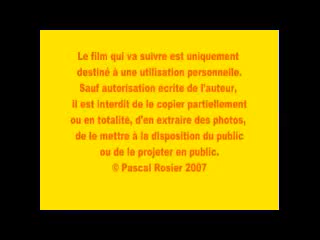 Le film qui va suivre est uniquement
destiné à une utilisation personnelle.
Sauf autorisation écrite de l'auteur,
il est interdit de le copier partiellement
ou en totalité, d'en extraire des photos,
de le mettre à la disposition du public
ou de le projeter en public.
© Pascal Rosier 2007